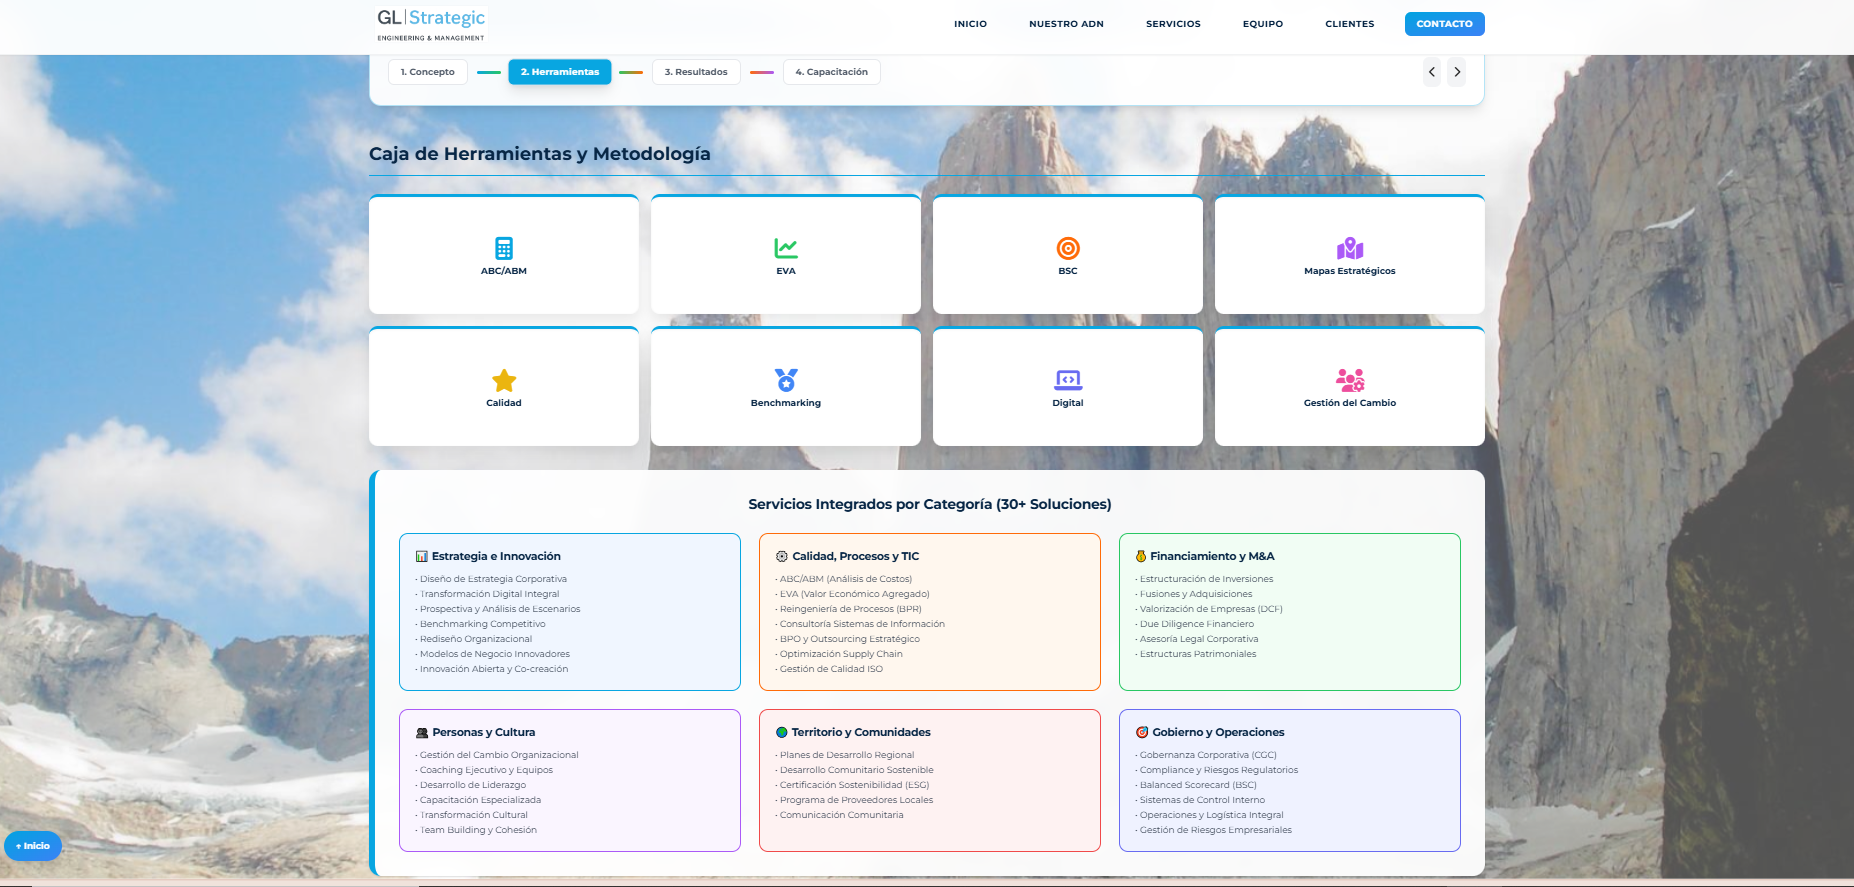 GL|Strategic
ENGINEERING & MANAGEMENT
INICIO
NUESTRO ADN
SERVICIOS
EQUIPO
CLIENTES
CONTACTO
1. Concepto
2. Herramientas
3. Resultados
4. Capacitación
Caja de Herramientas y Metodología
ABC/ABM
EVA
BSC
Mapas Estratégicos
Calidad
Benchmarking
Digital
Gestión del Cambio
Servicios Integrados por Categoría (30+ Soluciones)
Estrategia e Innovación
• Diseño de Estrategia Corporativa
• Transformación Digital Integral
• Prospectiva y Análisis de Escenarios
• Benchmarking Competitivo
• Rediseño Organizacional
• Modelos de Negocio Innovadores
• Innovación Abierta y Co-creación
Calidad, Procesos y TIC
• ABC/ABM (Análisis de Costos)
• EVA (Valor Económico Agregado)
• Reingeniería de Procesos (BPR)
• Consultoría Sistemas de Información
• BPO y Outsourcing Estratégico
• Optimización Supply Chain
• Gestión de Calidad ISO
Financiamiento y M&A
• Estructuración de Inversiones
• Fusiones y Adquisiciones
• Valorización de Empresas (DCF)
• Due Diligence Financiero
• Asesoría Legal Corporativa
• Estructuras Patrimoniales
Personas y Cultura
• Gestión del Cambio Organizacional
• Coaching Ejecutivo y Equipos
• Desarrollo de Liderazgo
• Capacitación Especializada
• Transformación Cultural
• Team Building y Cohesión
Territorio y Comunidades
• Planes de Desarrollo Regional
• Desarrollo Comunitario Sostenible
• Certificación Sostenibilidad (ESG)
• Programa de Proveedores Locales
• Comunicación Comunitaria
Gobierno y Operaciones
• Gobernanza Corporativa (CGC)
• Compliance y Riesgos Regulatorios
• Balanced Scorecard (BSC)
• Sistemas de Control Interno
• Operaciones y Logística Integral
• Gestión de Riesgos Empresariales
↑ Inicio